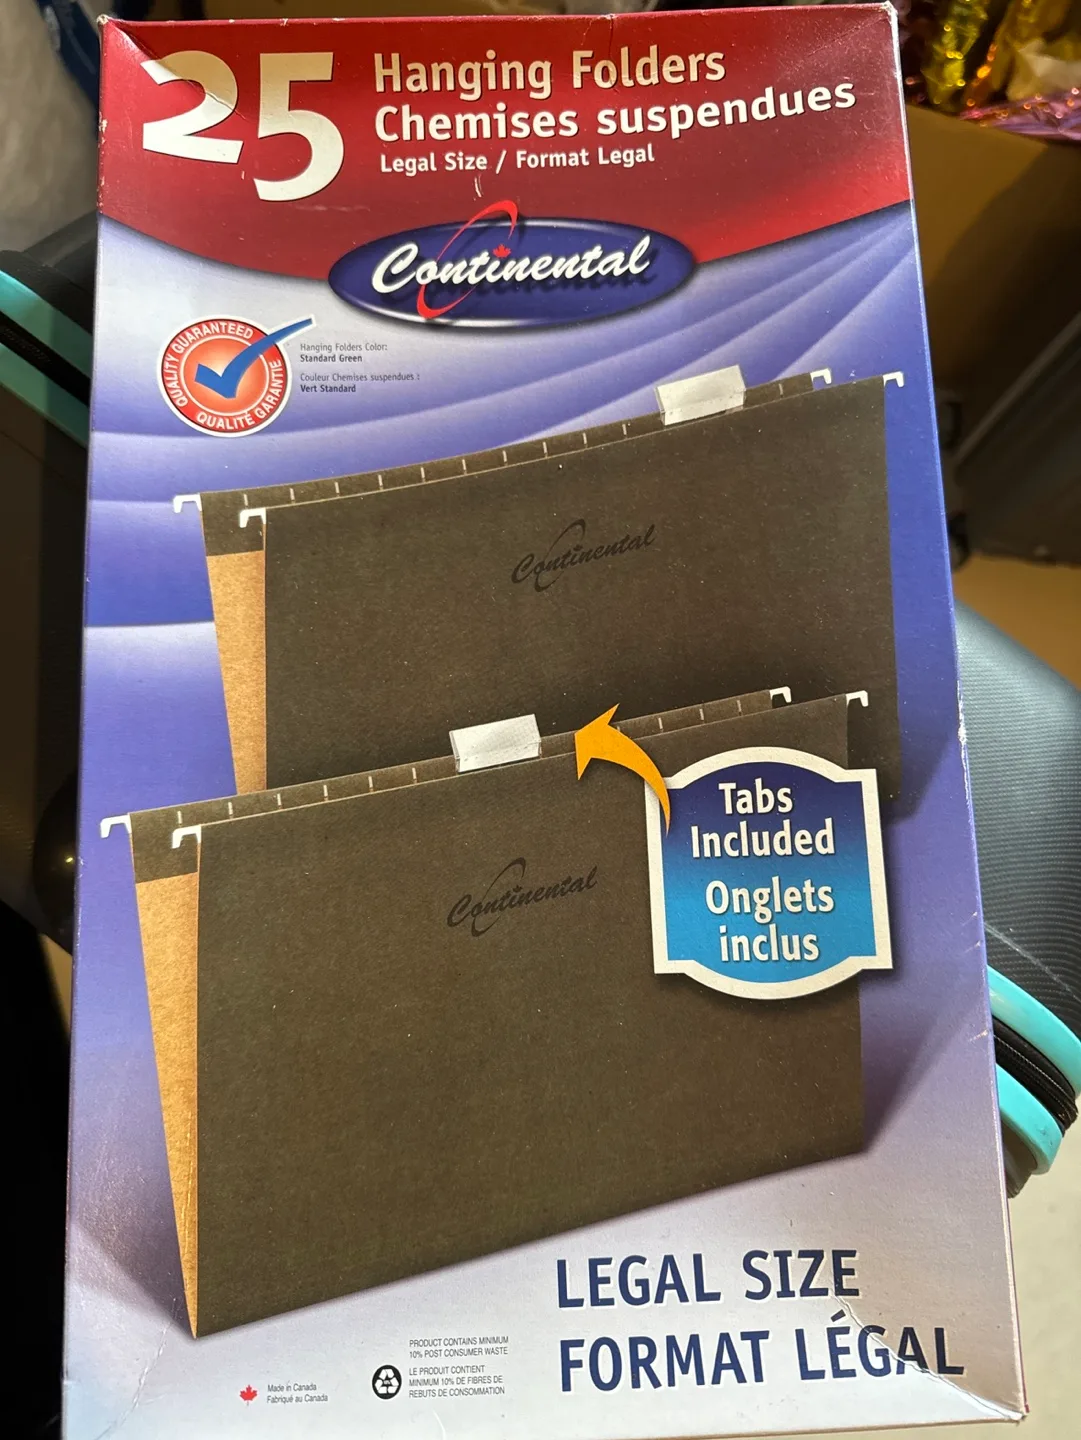 25
Hanging Folders
Chemises suspendues
Legal Size / Format Legal
Continental
QUALITY GUARANTEED
QUALITÉ GARANTIE
Hanging Folders Color:
Standard Green
Couleur Chemises suspendues :
Vert Standard
Continental
Tabs
Included
Onglets
inclus
Continental
LEGAL SIZE
FORMAT LÉGAL
PRODUCT CONTAINS MINIMUM
10% POST CONSUMER WASTE
LE PRODUIT CONTIENT
MINIMUM 10% DE FIBRES DE
REBUTS DE CONSOMMATION
Made in Canada
Fabriqué au Canada